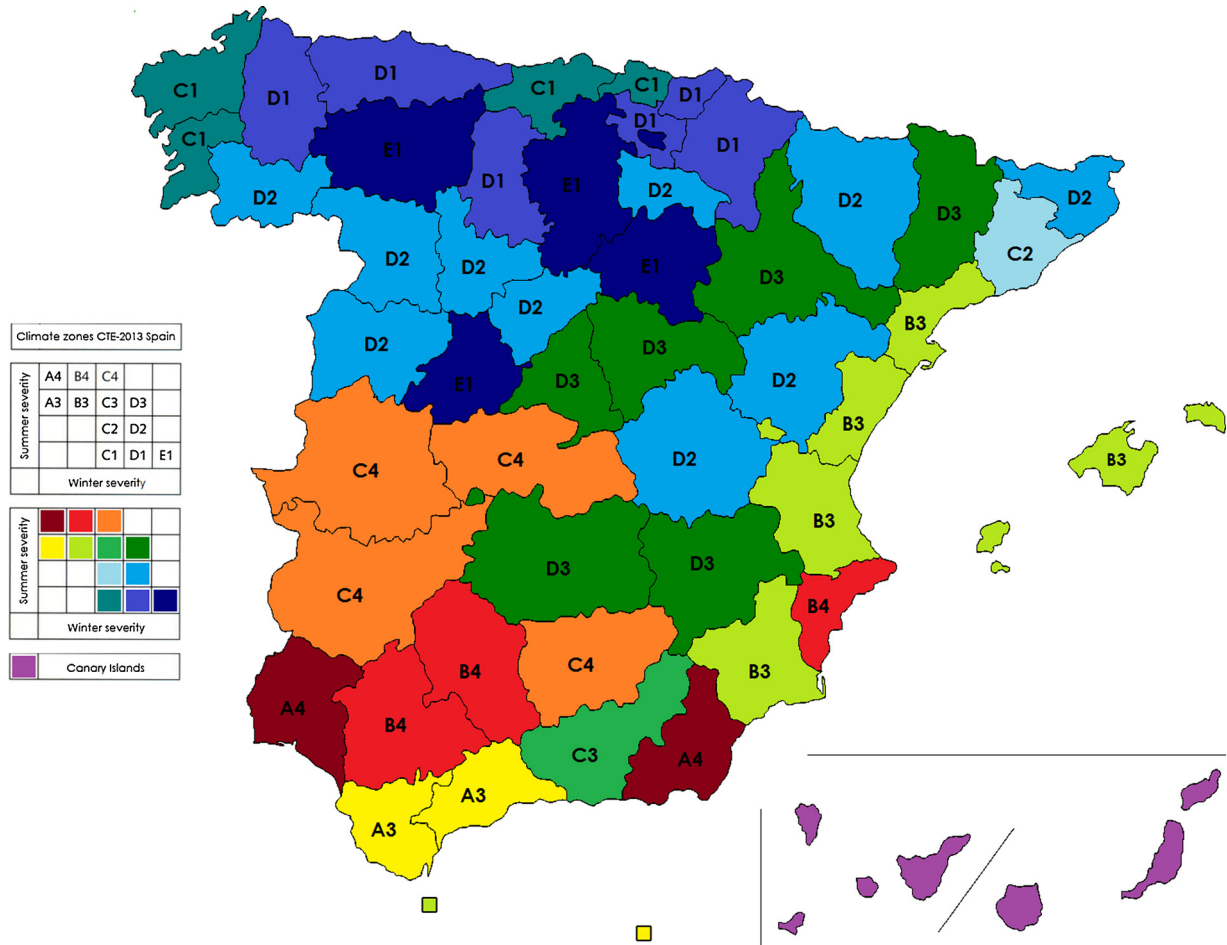 C1
D1
D1
C1
C1
D1
C1
D1
D1
E1
D1
E1
D2
D2
D2
D3
D2
C2
D2
D2
E1
D3
D2
B3
D2
D3
D2
E1
D3
B3
C4
C4
D2
B3
B3
D3
D3
C4
B4
B4
C4
B3
A4
B4
C3
A4
A3
A3
Climate zones CTE-2013 Spain
Summer severity
A4 B4 C4
A3 B3 C3 D3
C2 D2
C1 D1 E1
Winter severity
Summer severity
Winter severity
Canary Islands